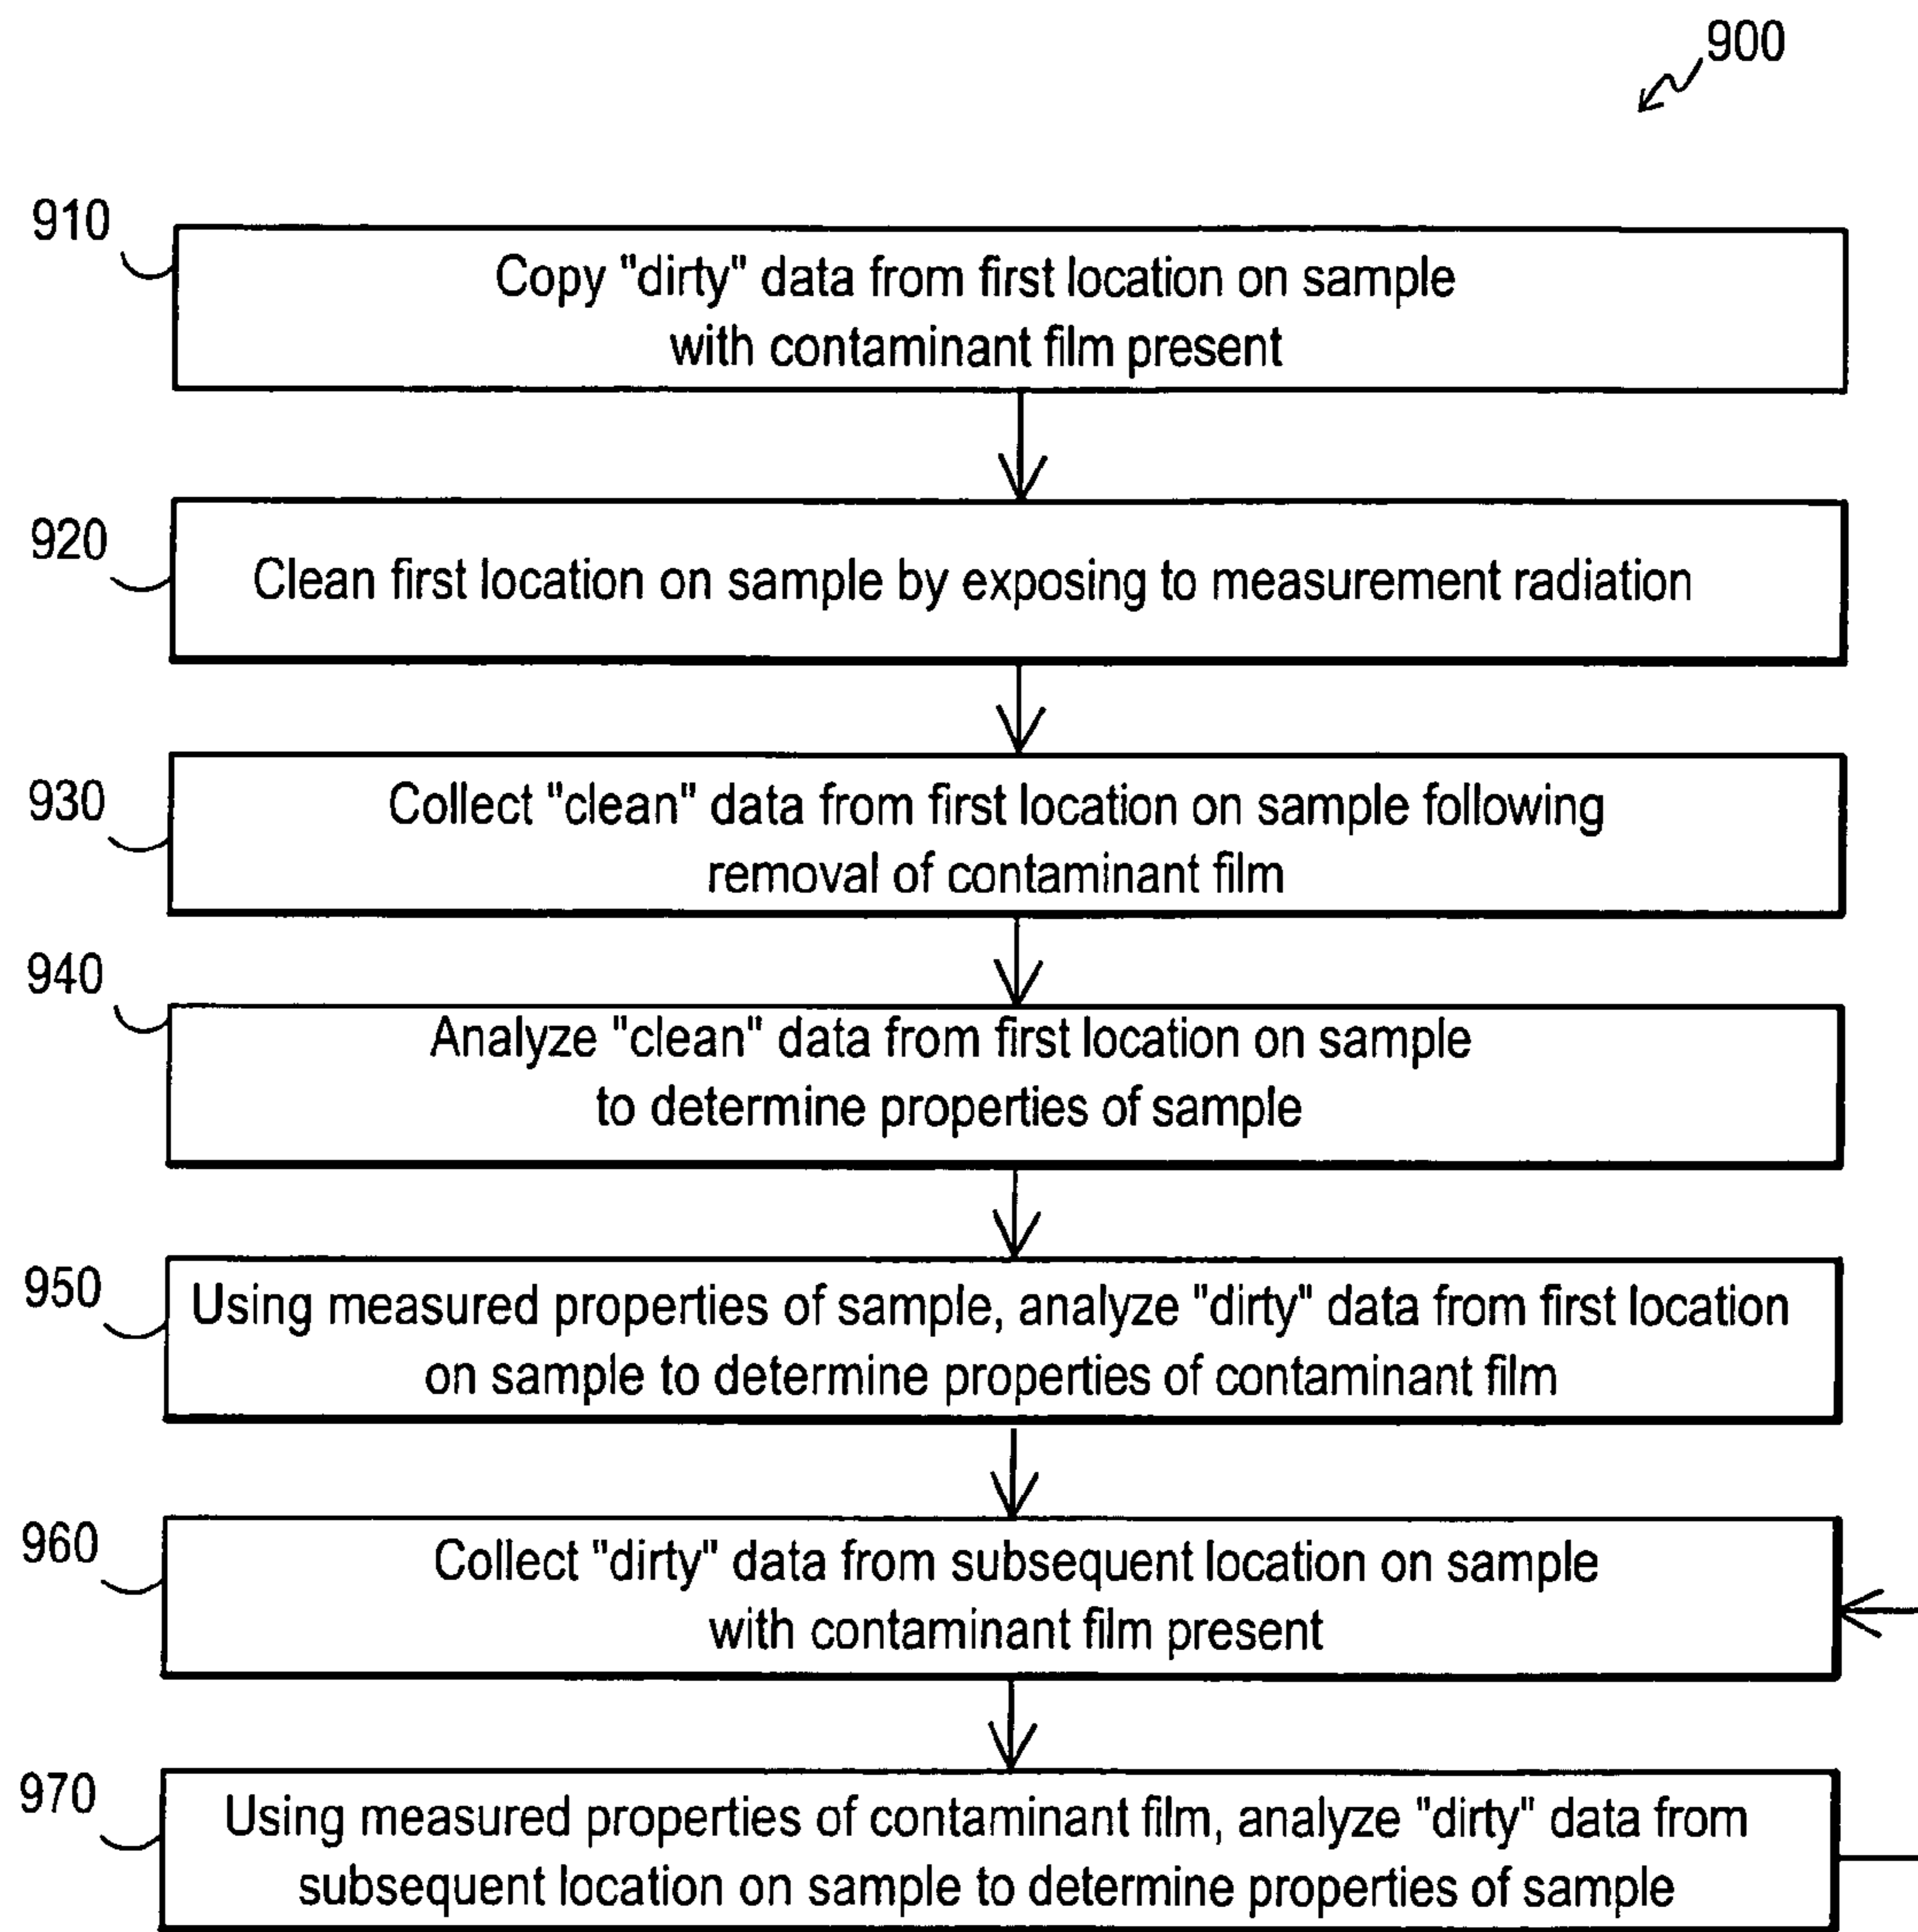 900
910
Copy "dirty" data from first location on sample
with contaminant film present
920
Clean first location on sample by exposing to measurement radiation
930
Collect "clean" data from first location on sample following
removal of contaminant film
940
Analyze "clean" data from first location on sample
to determine properties of sample
950
Using measured properties of sample, analyze "dirty" data from first location
on sample to determine properties of contaminant film
960
Collect "dirty" data from subsequent location on sample
with contaminant film present
970
Using measured properties of contaminant film, analyze "dirty" data from
subsequent location on sample to determine properties of sample